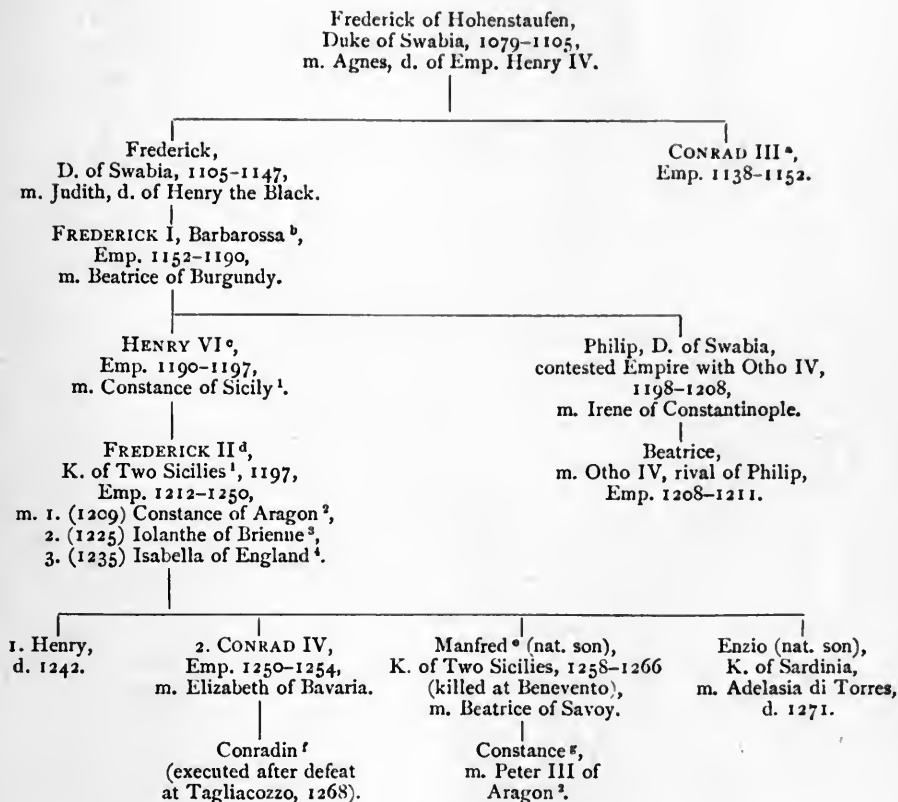 Frederick of Hohenstaufen,
Duke of Swabia, 1079–1105,
m. Agnes, d. of Emp. Henry IV.
Frederick,
D. of Swabia, 1105–1147,
m. Judith, d. of Henry the Black.
CONRAD III ᵃ,
Emp. 1138–1152.
FREDERICK I, Barbarossa ᵇ,
Emp. 1152–1190,
m. Beatrice of Burgundy.
HENRY VI ᶜ,
Emp. 1190–1197,
m. Constance of Sicily ¹.
Philip, D. of Swabia,
contested Empire with Otho IV,
1198–1208,
m. Irene of Constantinople.
FREDERICK II ᵈ,
K. of Two Sicilies ¹, 1197,
Emp. 1212–1250,
m. 1. (1209) Constance of Aragon ²,
2. (1225) Iolanthe of Brienne ³,
3. (1235) Isabella of England ⁴.
Beatrice,
m. Otho IV, rival of Philip,
Emp. 1208–1211.
1. Henry,
d. 1242.
2. CONRAD IV,
Emp. 1250–1254,
m. Elizabeth of Bavaria.
Manfred ᵉ (nat. son),
K. of Two Sicilies, 1258–1266
(killed at Benevento),
m. Beatrice of Savoy.
Enzio (nat. son),
K. of Sardinia,
m. Adelasia di Torres,
d. 1271.
Conradin ᶠ
(executed after defeat
at Tagliacozzo, 1268).
Constance ᵍ,
m. Peter III of
Aragon ².